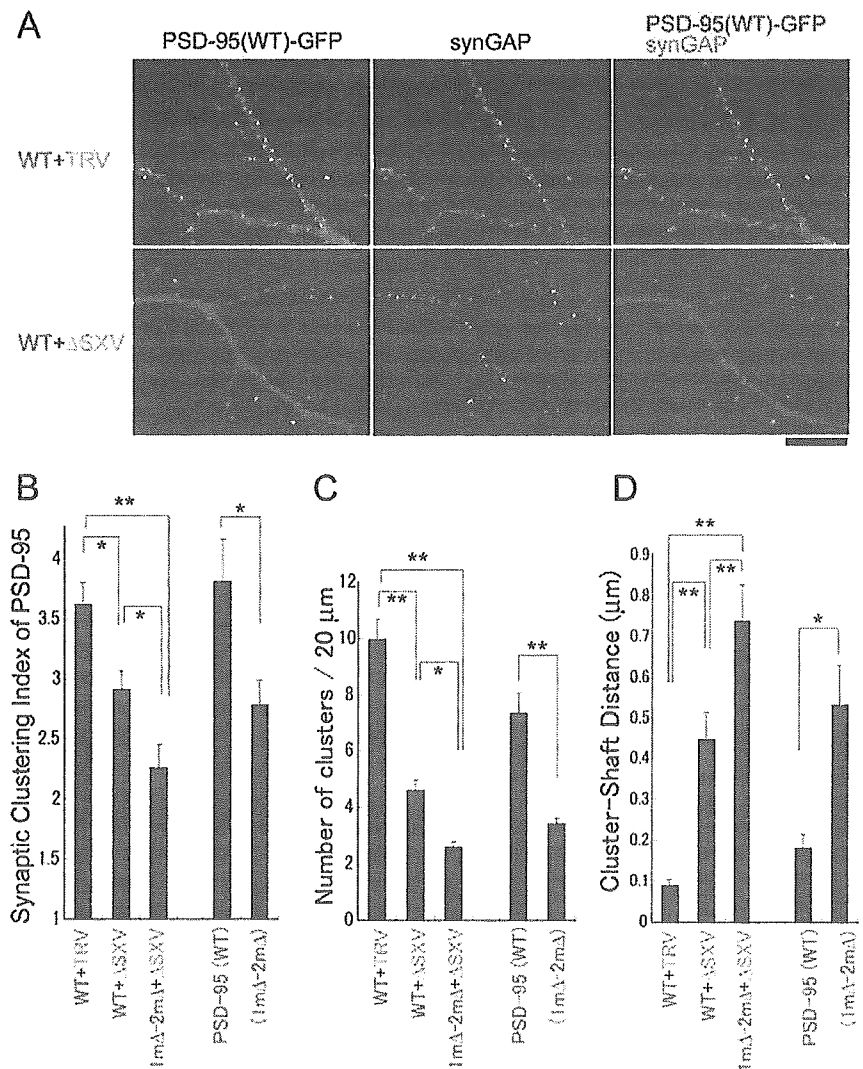 A
PSD-95(WT)-GFP
synGAP
PSD-95(WT)-GFP
synGAP
WT+TRV
WT+ΔSXV
B
Synaptic Clustering Index of PSD-95
4
3.5
3
2.5
2
1.5
1
**
*
*
*
WT+TRV
WT+ΔSXV
1mΔ-2mΔ+ΔSXV
PSD-95 (WT)
(1mΔ-2mΔ)
C
Number of clusters / 20 μm
12
10
8
6
4
2
0
**
**
*
**
WT+TRV
WT+ΔSXV
1mΔ-2mΔ+ΔSXV
PSD-95 (WT)
(1mΔ-2mΔ)
D
Cluster-Shaft Distance (μm)
0.9
0.8
0.7
0.6
0.5
0.4
0.3
0.2
0.1
0
**
**
**
*
WT+TRV
WT+ΔSXV
1mΔ-2mΔ+ΔSXV
PSD-95 (WT)
(1mΔ-2mΔ)